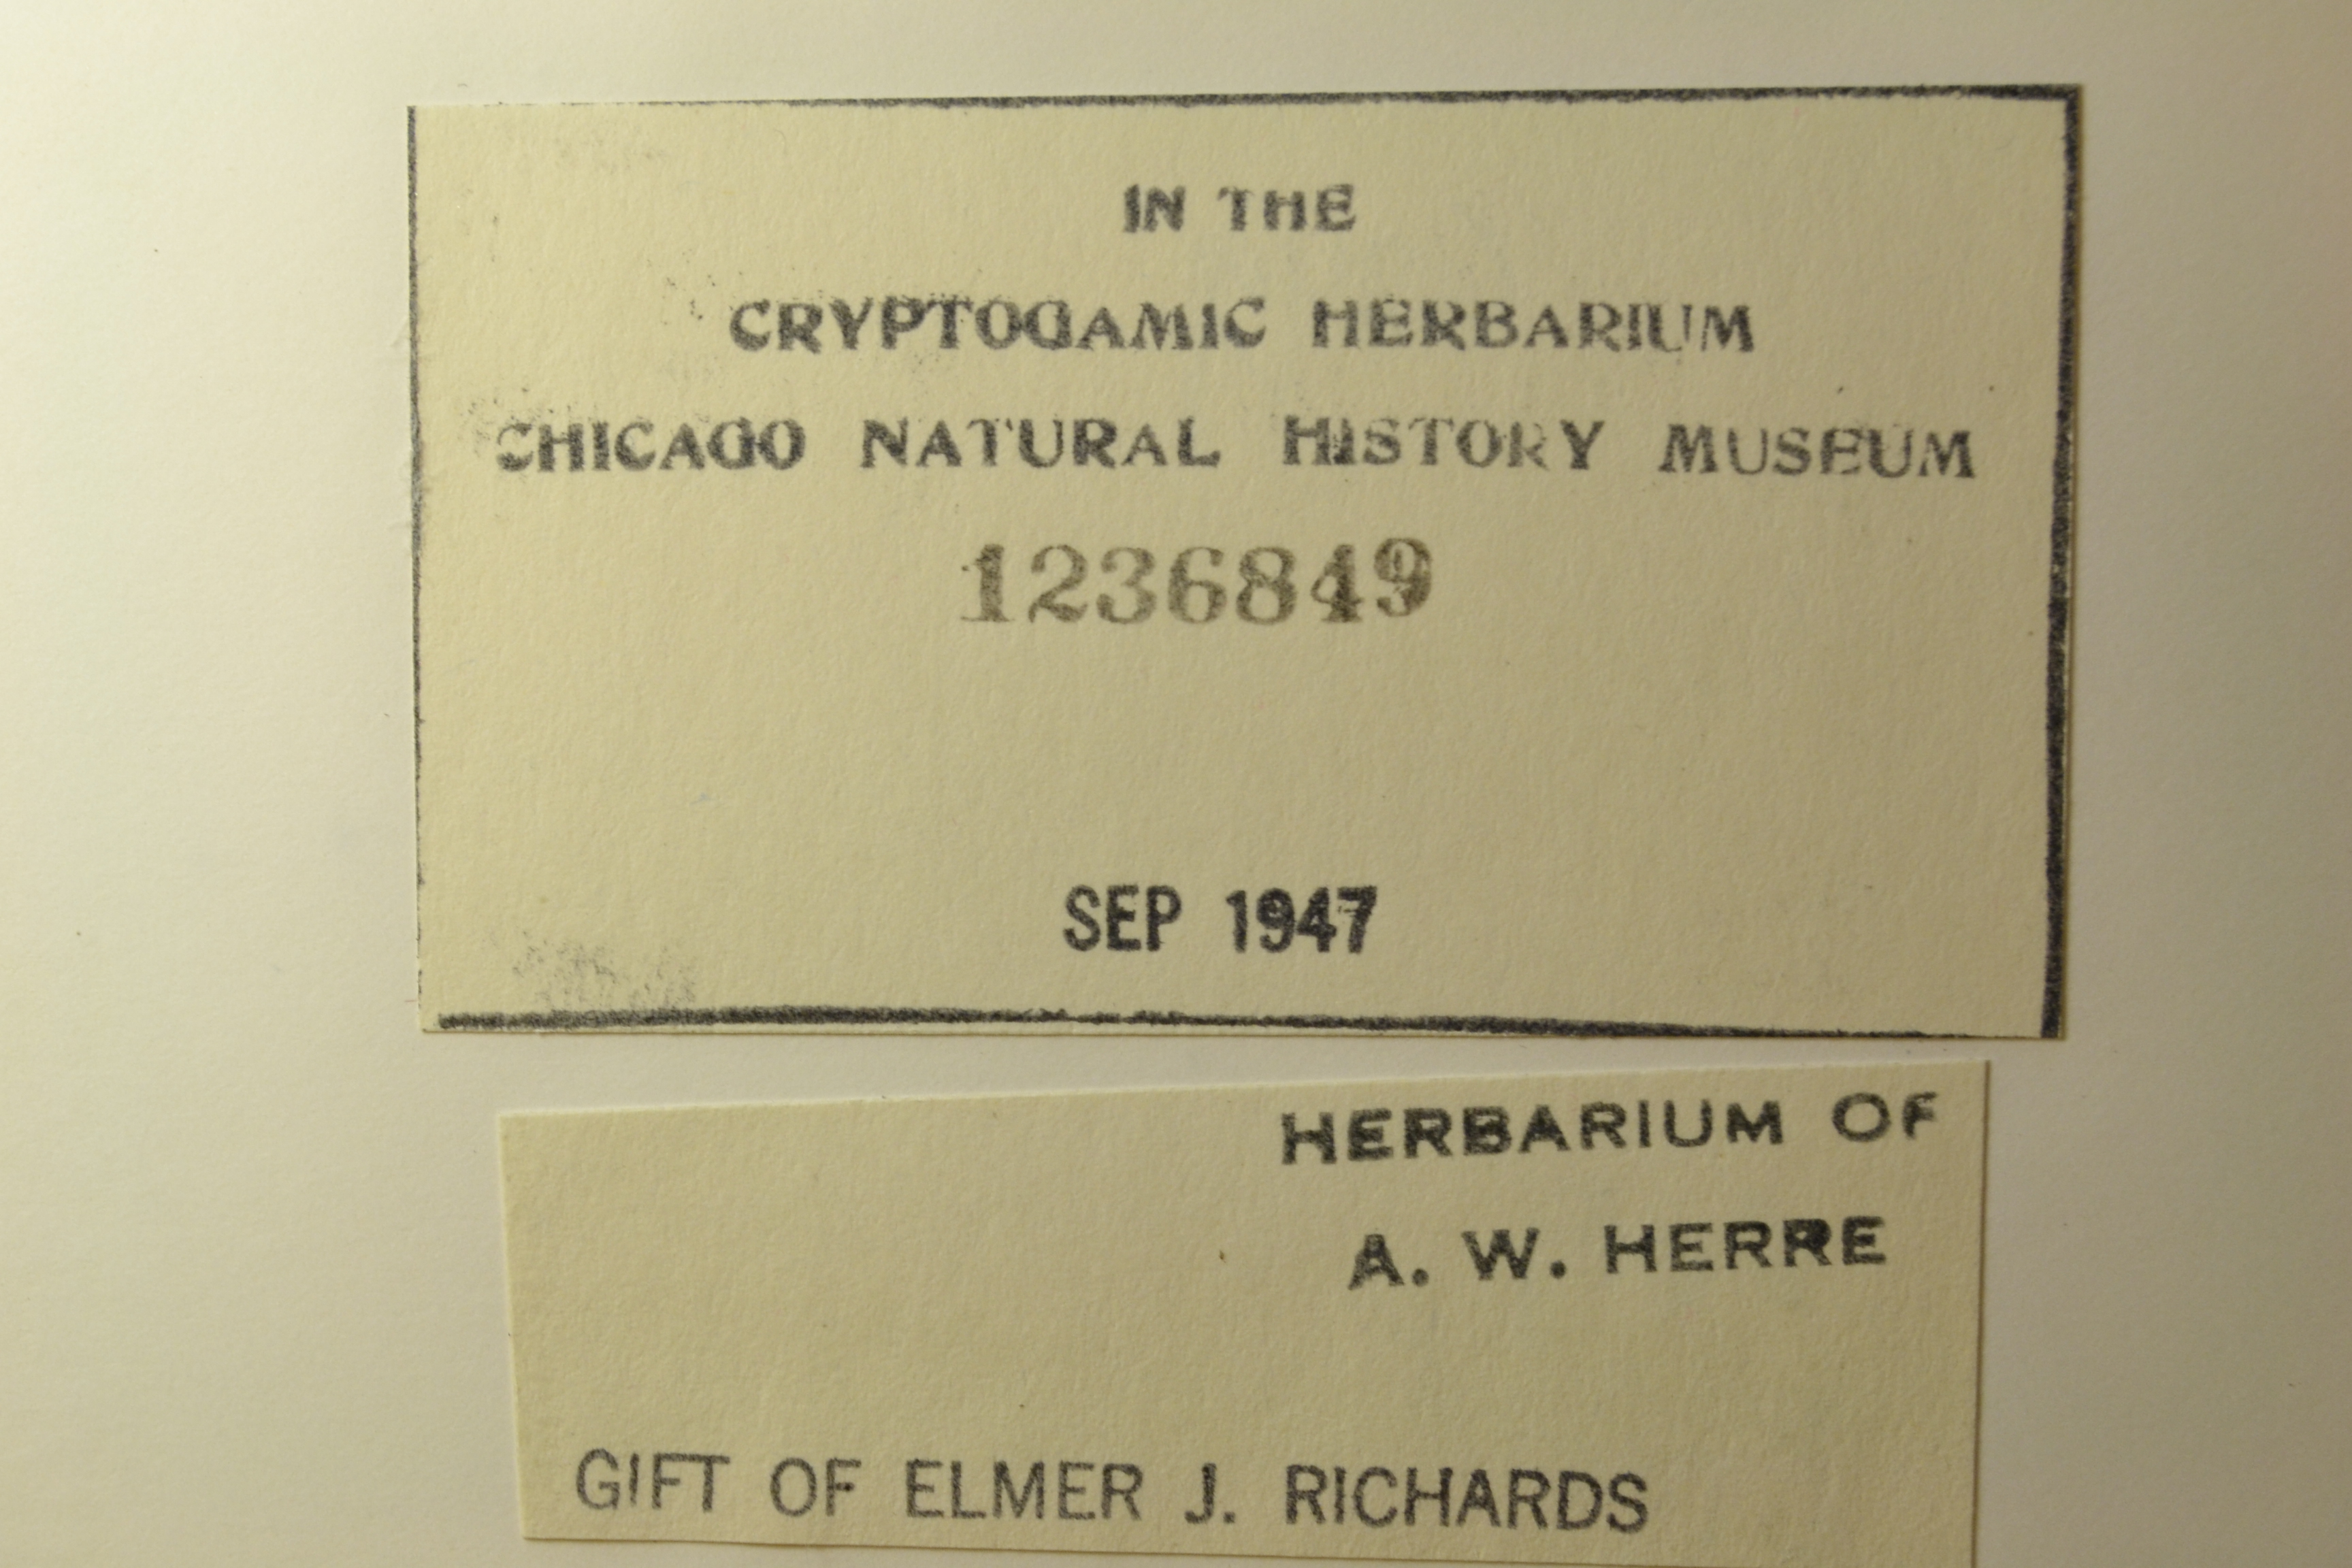 IN THE
CRYPTOGAMIC HERBARIUM
CHICAGO NATURAL HISTORY MUSEUM
1236849
SEP 1947
HERBARIUM OF
A. W. HERRE
GIFT OF ELMER J. RICHARDS